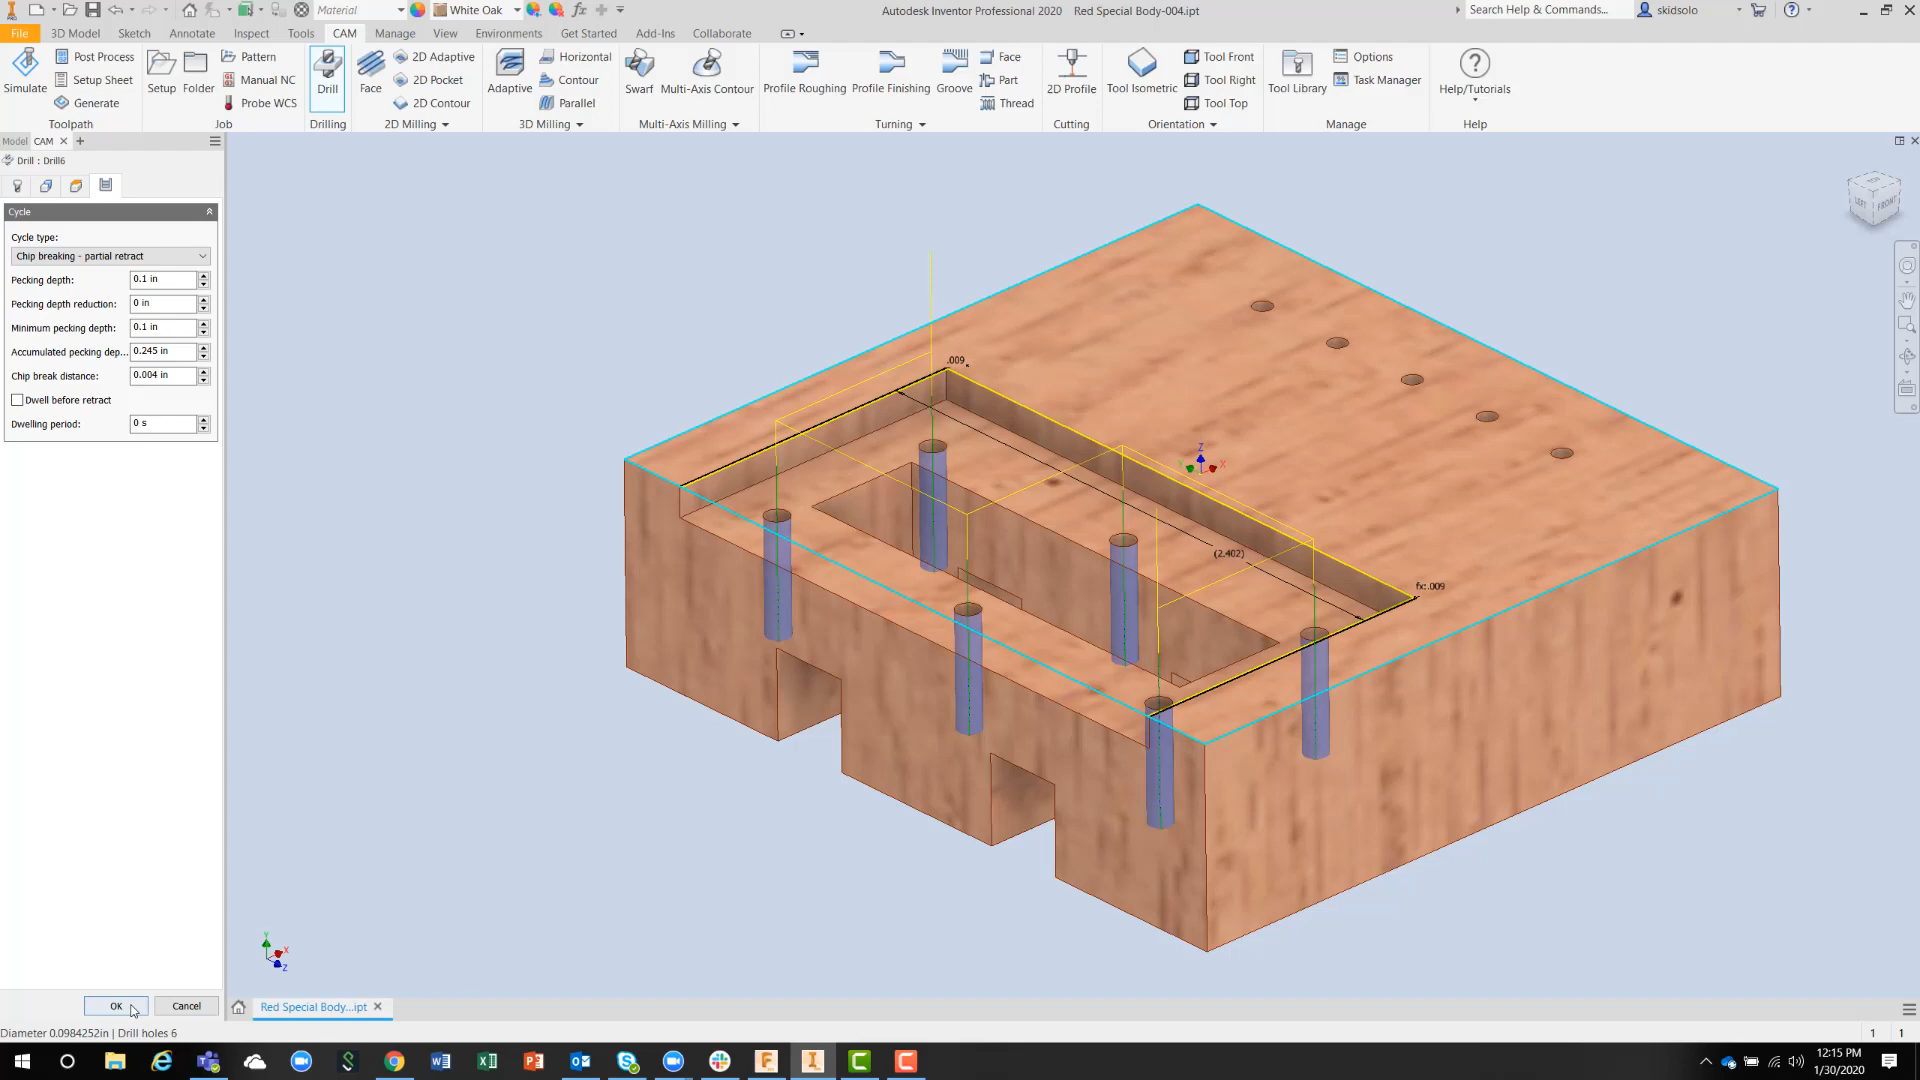 Material
White Oak
Autodesk Inventor Professional 2020 Red Special Body-004.ipt
Search Help & Commands...
skidsolo
File 3D Model Sketch Annotate Inspect Tools CAM Manage View Environments Get Started Add-Ins Collaborate
Simulate
Post Process
Setup Sheet
Generate
Toolpath
Setup
Folder
Pattern
Manual NC
Probe WCS
Job
Drill
Drilling
Face
2D Adaptive
2D Pocket
2D Contour
2D Milling
Adaptive
Horizontal
Contour
Parallel
3D Milling
Swarf
Multi-Axis Contour
Multi-Axis Milling
Profile Roughing
Profile Finishing
Groove
Face
Part
Thread
Turning
2D Profile
Cutting
Tool Isometric
Tool Front
Tool Right
Tool Top
Orientation
Tool Library
Options
Task Manager
Manage
Help/Tutorials
Help
Model CAM
Drill : Drill6
Cycle
Cycle type:
Chip breaking - partial retract
Pecking depth: 0.1 in
Pecking depth reduction: 0 in
Minimum pecking depth: 0.1 in
Accumulated pecking dep... 0.245 in
Chip break distance: 0.004 in
Dwell before retract
Dwelling period: 0 s
TOP
LEFT
FRONT
.009
Z
X
(2.402)
fx:.009
Y
X
Z
OK
Cancel
Red Special Body...ipt
Diameter 0.0984252in | Drill holes 6
1 1
12:15 PM
1/30/2020